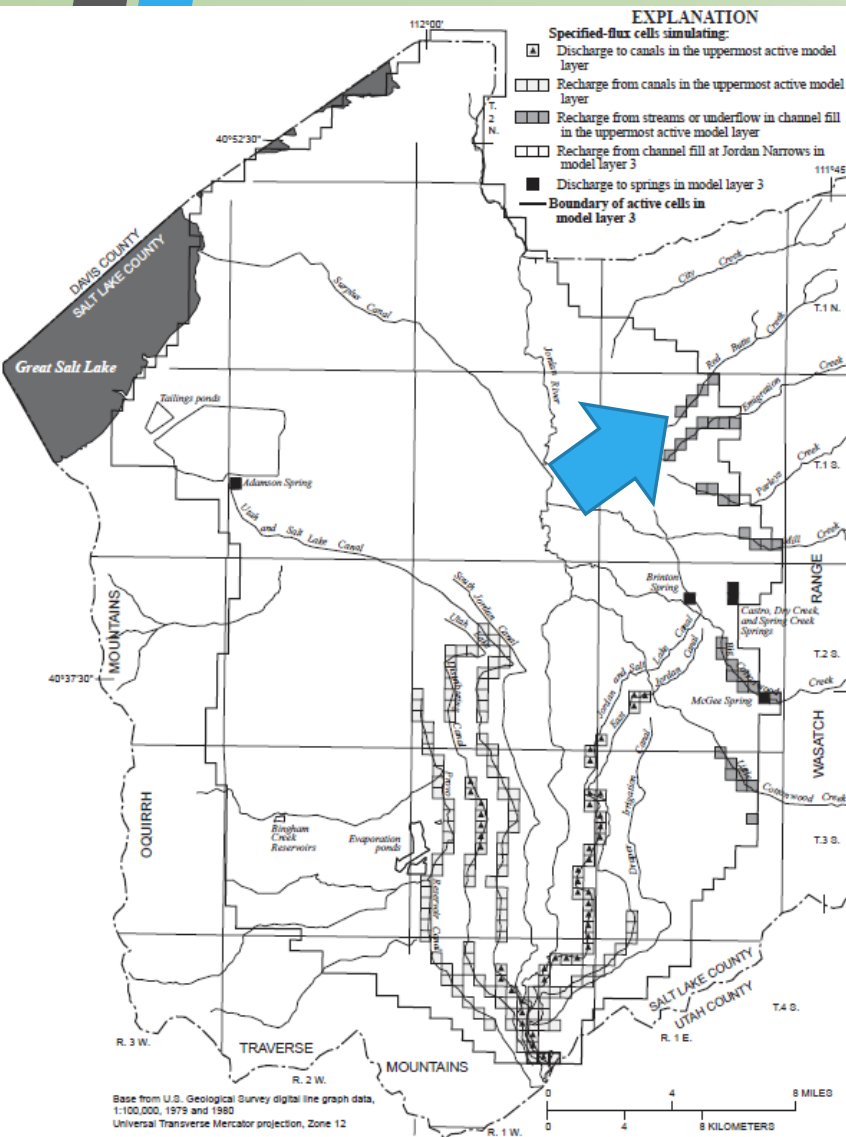 EXPLANATION
Specified-flux cells simulating:
Discharge to canals in the uppermost active model
layer
Recharge from canals in the uppermost active model
layer
Recharge from streams or underflow in channel fill
in the uppermost active model layer
Recharge from channel fill at Jordan Narrows in
model layer 3
Discharge to springs in model layer 3
Boundary of active cells in
model layer 3
112°00'
T.
2
N.
40°52'30"
111°45'
DAVIS COUNTY
SALT LAKE COUNTY
City Creek
Surplus
Canal
T.1 N.
Red Butte Creek
Jordan River
Great Salt Lake
Emigration Creek
Tailings ponds
Parleys Creek
T.1 S.
Adamson Spring
Utah and Salt Lake Canal
Mill Creek
RANGE
South Jordan Canal
Brinton
Spring
Castro, Dry Creek,
and Spring Creek
Springs
MOUNTAINS
Utah Lake
Jordan and Salt Lake Canal
T.2 S.
40°37'30"
East Jordan Canal
Big Cottonwood Creek
McGee Spring
Distributing Canal
WASATCH
Little Cottonwood Creek
Irrigation Canal
Draper
OQUIRRH
Provo
Reservoir Canal
Bingham
Creek
Reservoirs
Evaporation
ponds
T.3 S.
SALT LAKE COUNTY
UTAH COUNTY
T.4 S.
R. 3 W.
R. 1 E.
TRAVERSE
MOUNTAINS
R. 2 W.
R. 1 W.
Base from U.S. Geological Survey digital line graph data,
1:100,000, 1979 and 1980
Universal Transverse Mercator projection, Zone 12
0 4 8 MILES
0 4 8 KILOMETERS